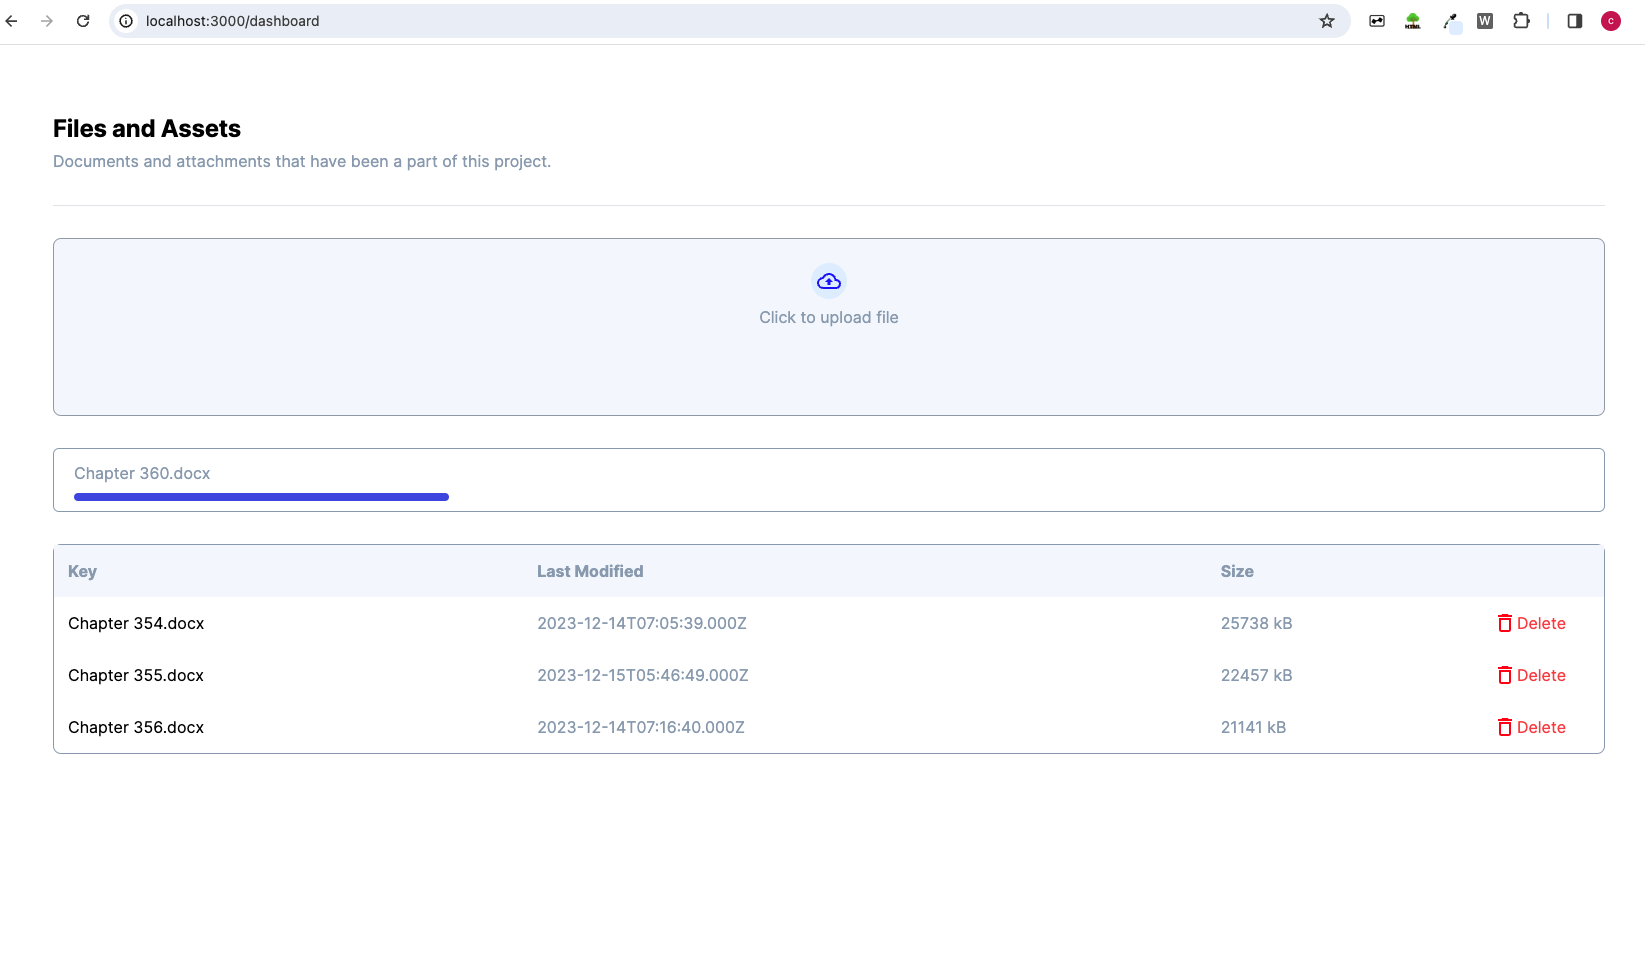 localhost:3000/dashboard
HTML
W
c
Files and Assets
Documents and attachments that have been a part of this project.
Click to upload file
Chapter 360.docx
Key Last Modified Size
Chapter 354.docx 2023-12-14T07:05:39.000Z 25738 kB Delete
Chapter 355.docx 2023-12-15T05:46:49.000Z 22457 kB Delete
Chapter 356.docx 2023-12-14T07:16:40.000Z 21141 kB Delete